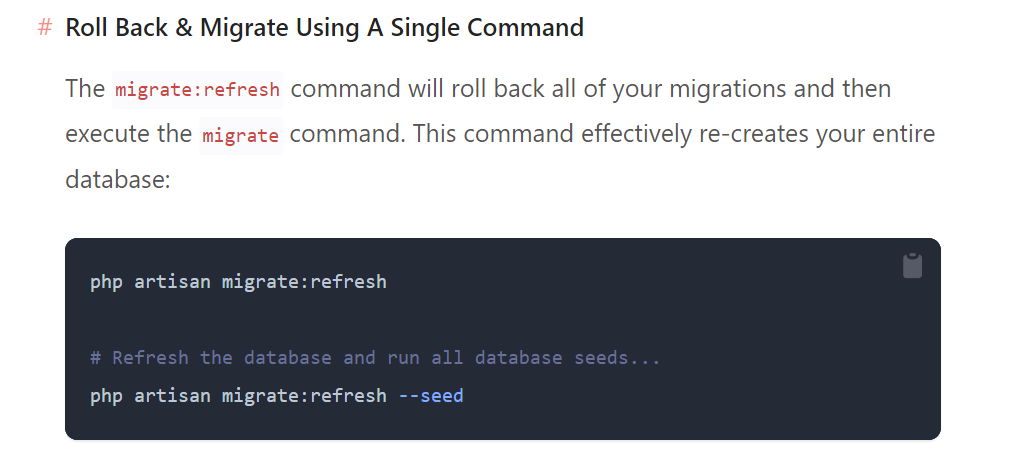 # Roll Back & Migrate Using A Single Command
The migrate:refresh command will roll back all of your migrations and then
execute the migrate command. This command effectively re-creates your entire
database:
php artisan migrate:refresh
# Refresh the database and run all database seeds...
php artisan migrate:refresh --seed